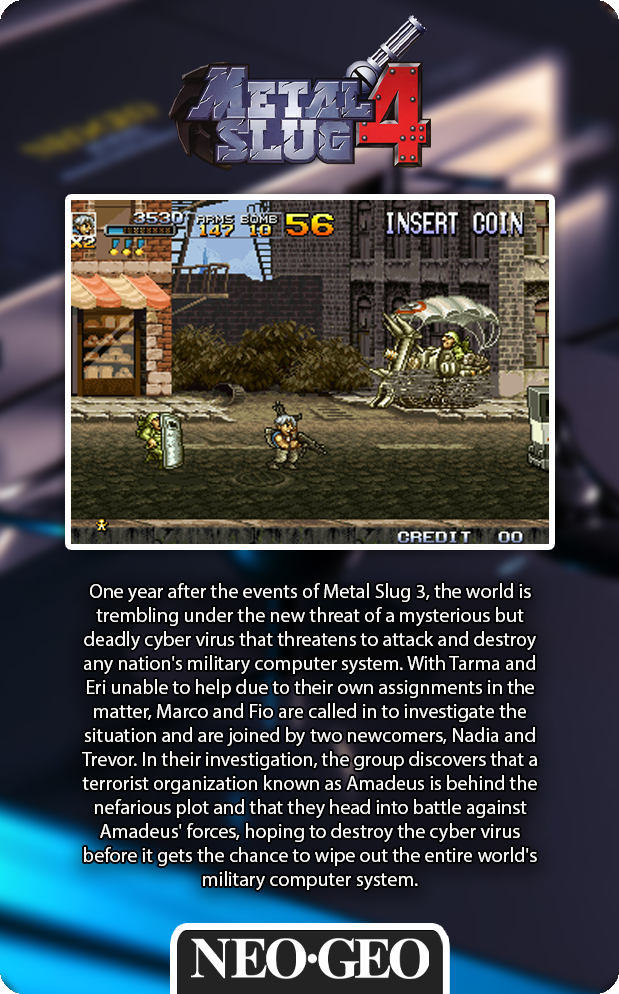 METAL
SLUG 4
3530 ARMS BOMB 56 INSERT COIN
X2 147 10
CREDIT 00
One year after the events of Metal Slug 3, the world is
trembling under the new threat of a mysterious but
deadly cyber virus that threatens to attack and destroy
any nation's military computer system. With Tarma and
Eri unable to help due to their own assignments in the
matter, Marco and Fio are called in to investigate the
situation and are joined by two newcomers, Nadia and
Trevor. In their investigation, the group discovers that a
terrorist organization known as Amadeus is behind the
nefarious plot and that they head into battle against
Amadeus' forces, hoping to destroy the cyber virus
before it gets the chance to wipe out the entire world's
military computer system.
NEO•GEO